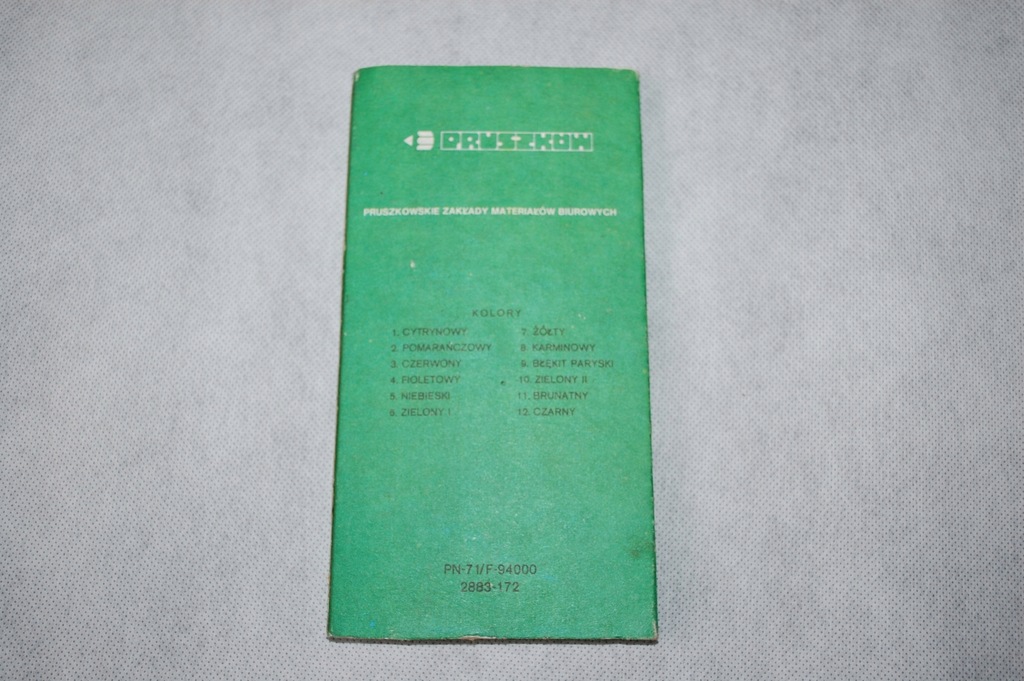 PRUSZKOW
PRUSZKOWSKIE ZAKŁADY MATERIAŁÓW BIUROWYCH
KOLORY
1. CYTRYNOWY
2. POMARAŃCZOWY
3. CZERWONY
4. FIOLETOWY
5. NIEBIESKI
6. ZIELONY I
7. ŻÓŁTY
8. KARMINOWY
9. BŁĘKIT PARYSKI
10. ZIELONY II
11. BRUNATNY
12. CZARNY
PN-71/F-94000
2883-172